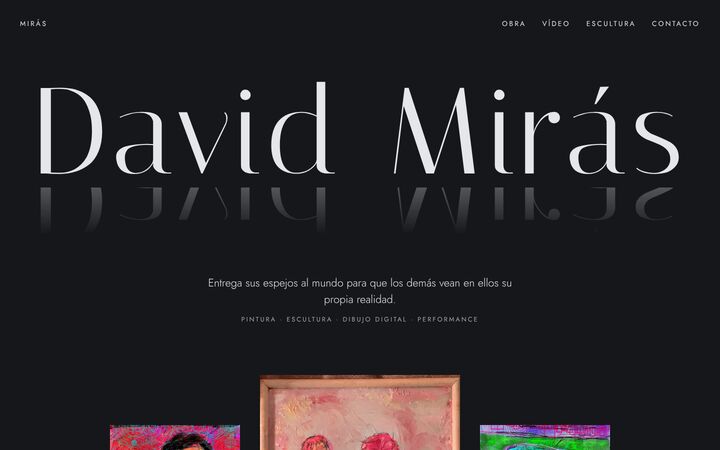 MIRÁS
OBRA VÍDEO ESCULTURA CONTACTO
David Mirás
Entrega sus espejos al mundo para que los demás vean en ellos su
propia realidad.
PINTURA · ESCULTURA · DIBUJO DIGITAL · PERFORMANCE